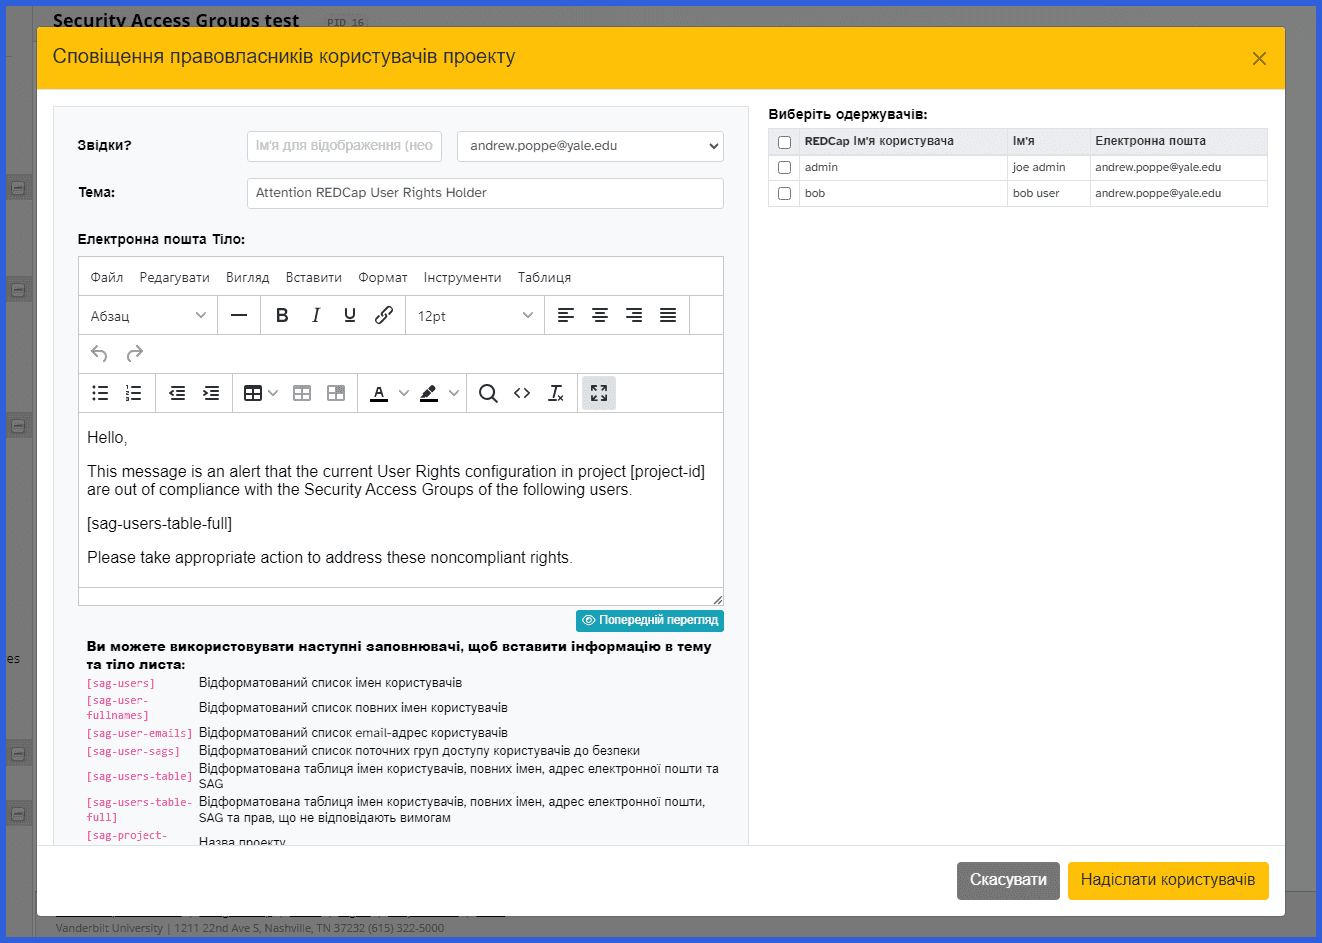 Security Access Groups test PID 16
Сповіщення правовласників користувачів проекту
Звідки? Ім'я для відображення (нео andrew.poppe@yale.edu
Тема: Attention REDCap User Rights Holder
Електронна пошта Тіло:
Файл Редагувати Вигляд Вставити Формат Інструменти Таблиця
Абзац B I U 12pt
Hello,
This message is an alert that the current User Rights configuration in project [project-id]
are out of compliance with the Security Access Groups of the following users.
[sag-users-table-full]
Please take appropriate action to address these noncompliant rights.
Попередній перегляд
Ви можете використовувати наступні заповнювачі, щоб вставити інформацію в тему
та тіло листа:
[sag-users] Відформатований список імен користувачів
[sag-user-
fullnames] Відформатований список повних імен користувачів
[sag-user-emails] Відформатований список email-адрес користувачів
[sag-user-sags] Відформатований список поточних груп доступу користувачів до безпеки
[sag-users-table] Відформатована таблиця імен користувачів, повних імен, адрес електронної пошти та
SAG
[sag-users-table-
full] Відформатована таблиця імен користувачів, повних імен, адрес електронної пошти,
SAG та прав, що не відповідають вимогам
[sag-project-
Назва проекту
Виберіть одержувачів:
REDCap Ім'я користувача Ім'я Електронна пошта
admin joe admin andrew.poppe@yale.edu
bob bob user andrew.poppe@yale.edu
Скасувати Надіслати користувачів
es
Vanderbilt University | 1211 22nd Ave S, Nashville, TN 37232 (615) 322-5000